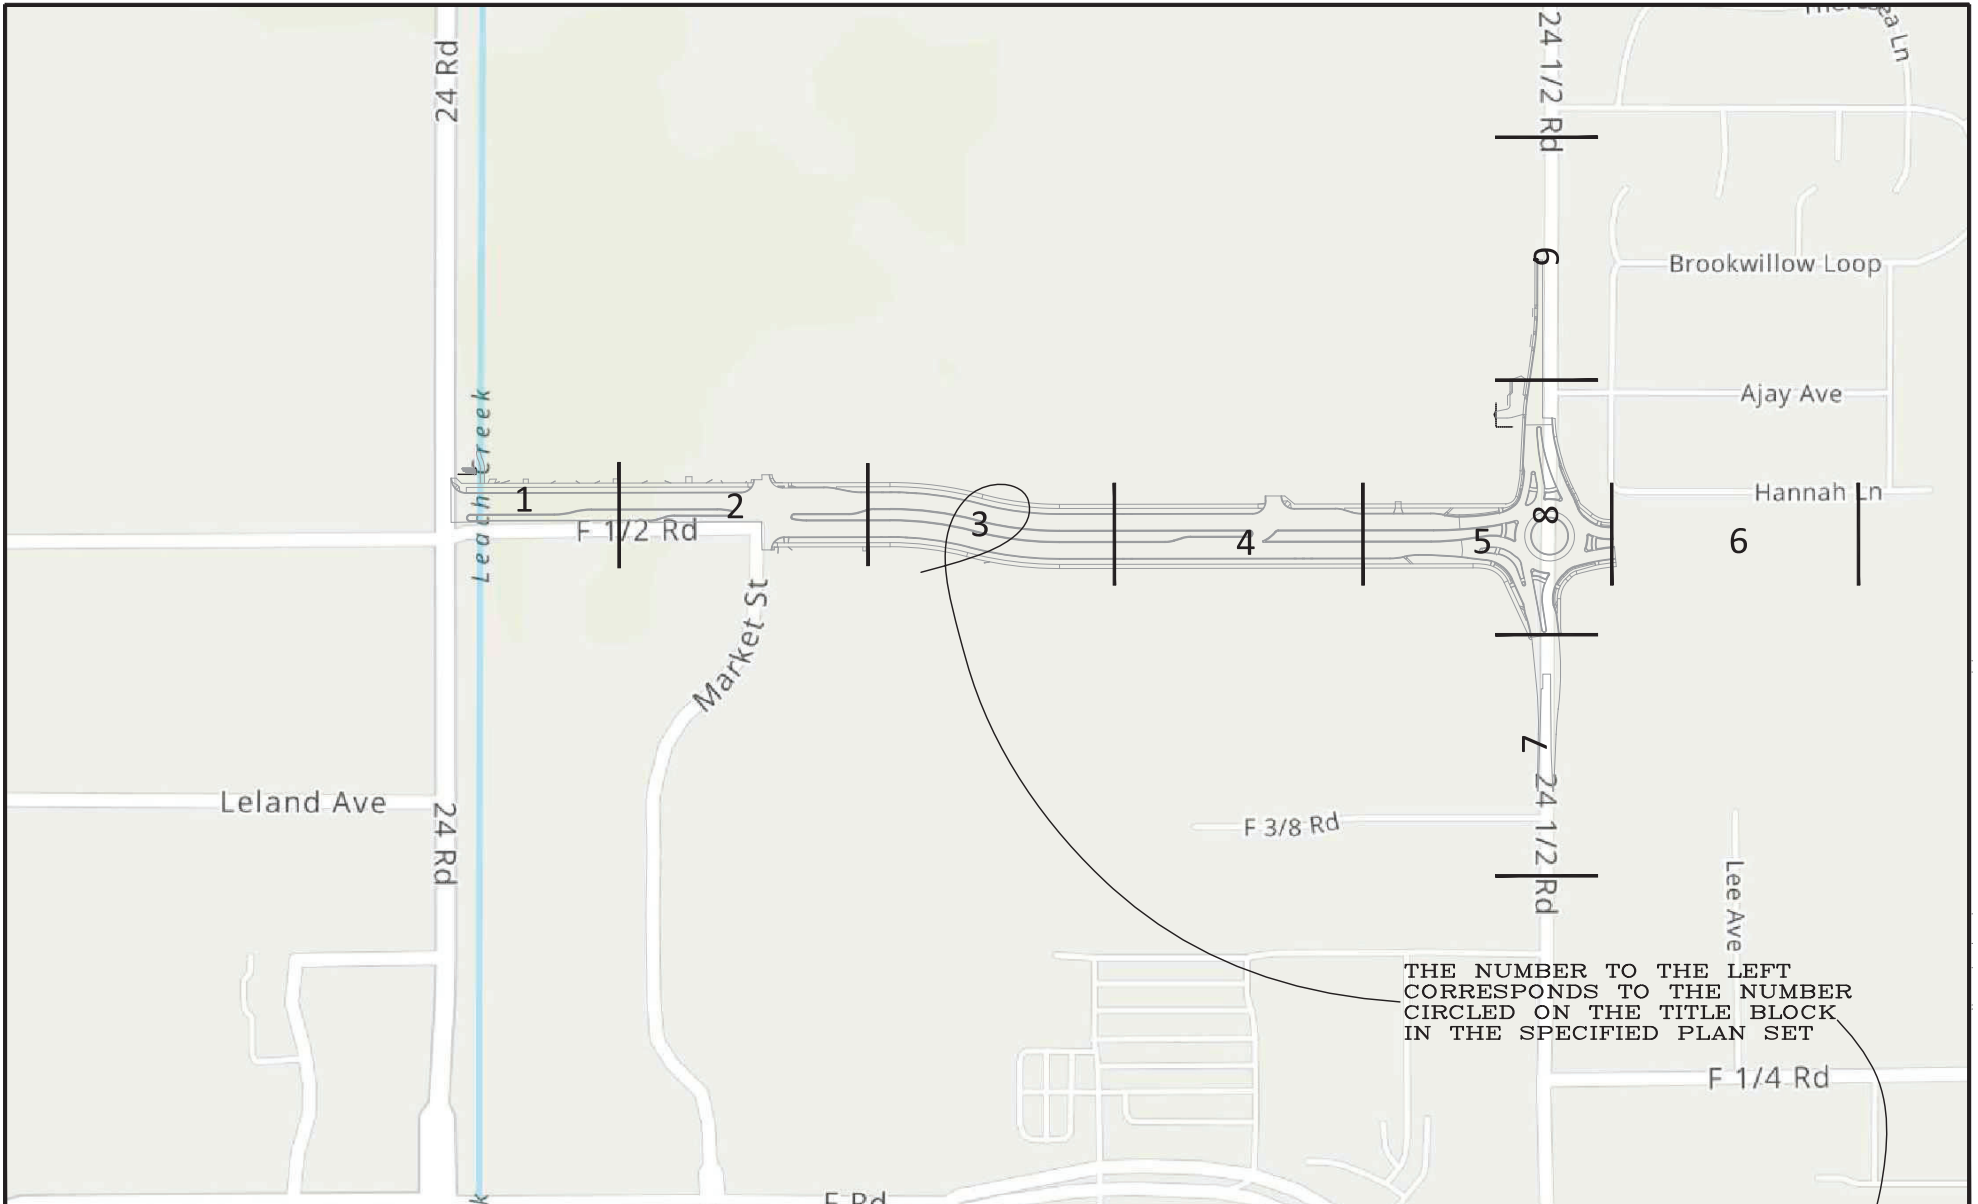 24 Rd
24 1/2 Rd
ea Ln
Brookwillow Loop
9
Ajay Ave
Hannah Ln
Leach Creek
1
2
3
4
5
8
6
F 1/2 Rd
Market St
7
Leland Ave
24 Rd
F 3/8 Rd
24 1/2 Rd
Lee Ave
THE NUMBER TO THE LEFT
CORRESPONDS TO THE NUMBER
CIRCLED ON THE TITLE BLOCK
IN THE SPECIFIED PLAN SET
F 1/4 Rd
F Rd
k